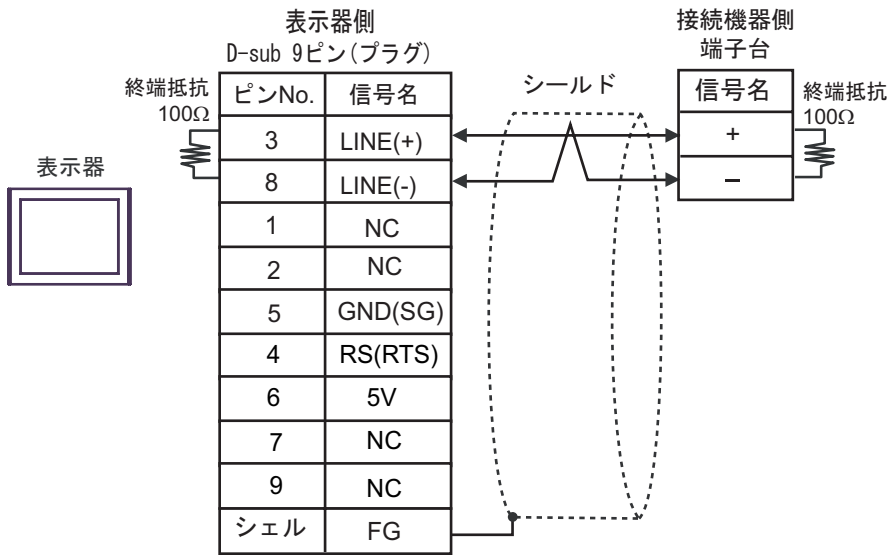 表示器側
D-sub 9ピン(プラグ)
接続機器側
端子台
終端抵抗
100Ω
ピンNo. 信号名
シールド
信号名
終端抵抗
100Ω
3 LINE(+)
+
表示器
8 LINE(-)
–
1 NC
2 NC
5 GND(SG)
4 RS(RTS)
6 5V
7 NC
9 NC
シェル FG